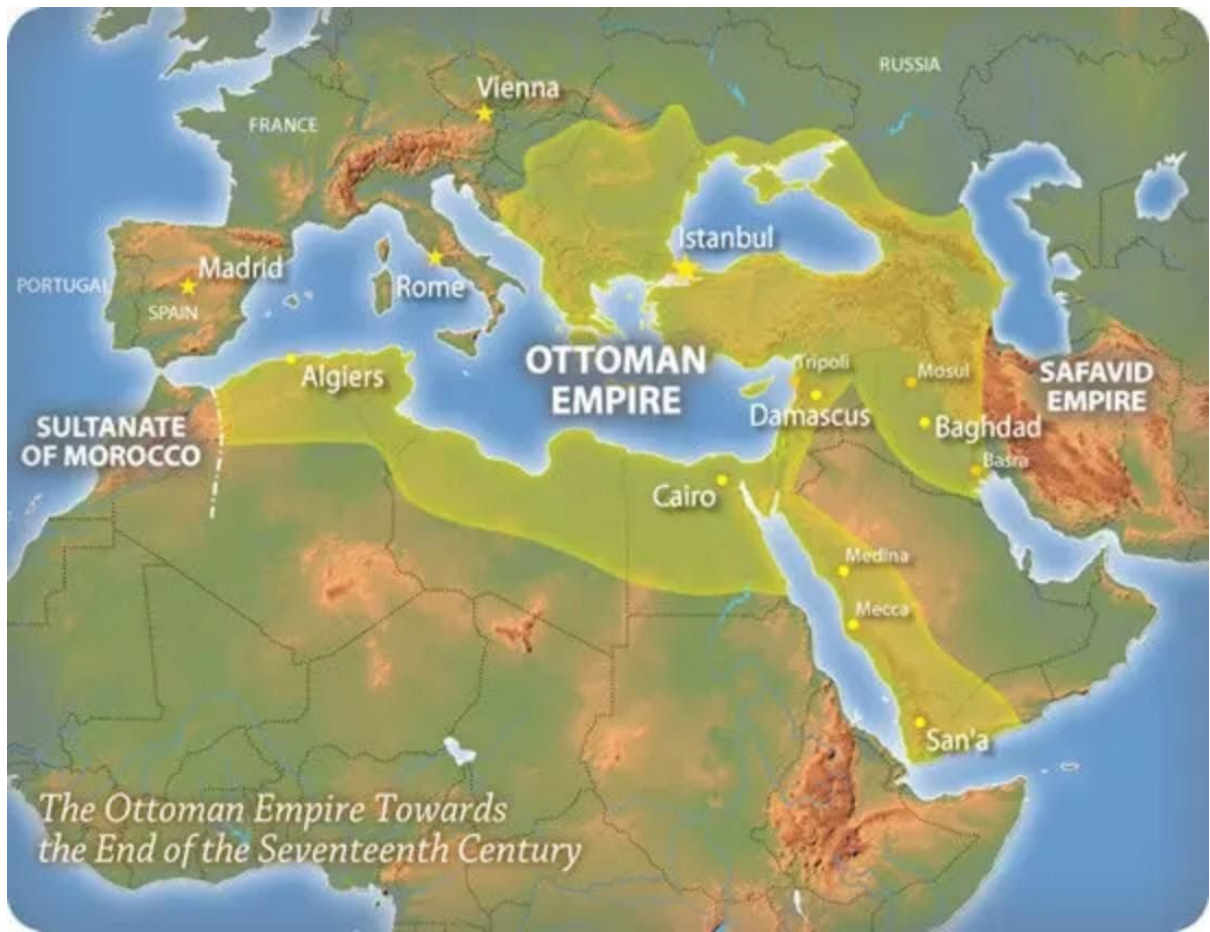 RUSSIA
Vienna
FRANCE
Istanbul
PORTUGAL
Madrid
SPAIN
Rome
OTTOMAN
EMPIRE
Tripoli
Mosul
SAFAVID
EMPIRE
Algiers
Damascus
Baghdad
SULTANATE
OF MOROCCO
Basra
Cairo
Medina
Mecca
San'a
The Ottoman Empire Towards
the End of the Seventeenth Century